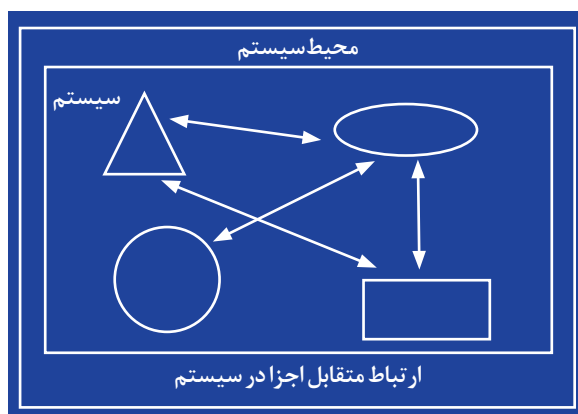 محیط سیستم
سیستم
ارتباط متقابل اجزا در سیستم